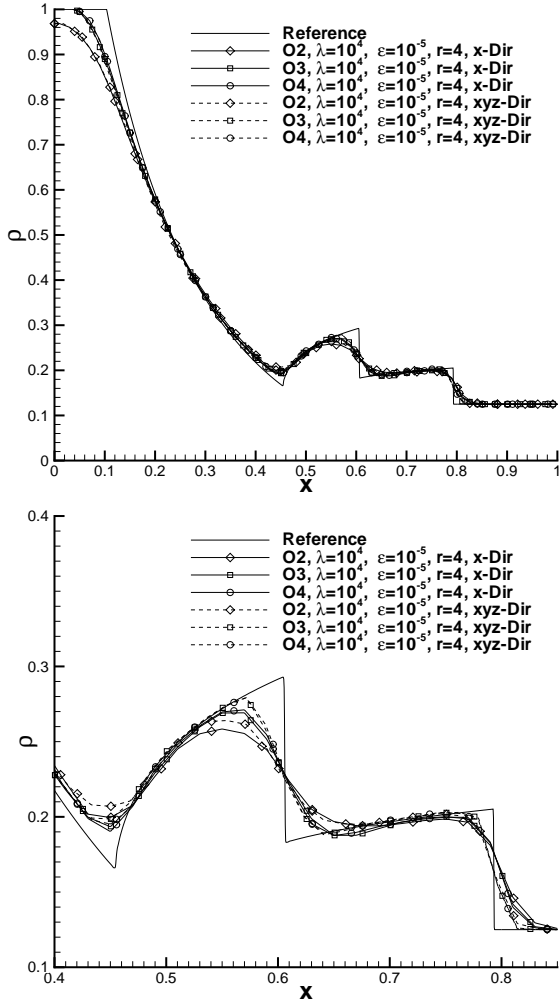 1
0.9
0.8
0.7
0.6
0.5
0.4
0.3
0.2
0.1
0
ρ
Reference
O2, λ=10⁴, ε=10⁻⁵, r=4, x-Dir
O3, λ=10⁴, ε=10⁻⁵, r=4, x-Dir
O4, λ=10⁴, ε=10⁻⁵, r=4, x-Dir
O2, λ=10⁴, ε=10⁻⁵, r=4, xyz-Dir
O3, λ=10⁴, ε=10⁻⁵, r=4, xyz-Dir
O4, λ=10⁴, ε=10⁻⁵, r=4, xyz-Dir
0 0.1 0.2 0.3 0.4 0.5 0.6 0.7 0.8 0.9 1
x
0.4
0.3
0.2
0.1
ρ
Reference
O2, λ=10⁴, ε=10⁻⁵, r=4, x-Dir
O3, λ=10⁴, ε=10⁻⁵, r=4, x-Dir
O4, λ=10⁴, ε=10⁻⁵, r=4, x-Dir
O2, λ=10⁴, ε=10⁻⁵, r=4, xyz-Dir
O3, λ=10⁴, ε=10⁻⁵, r=4, xyz-Dir
O4, λ=10⁴, ε=10⁻⁵, r=4, xyz-Dir
0.4 0.5 0.6 0.7 0.8
x